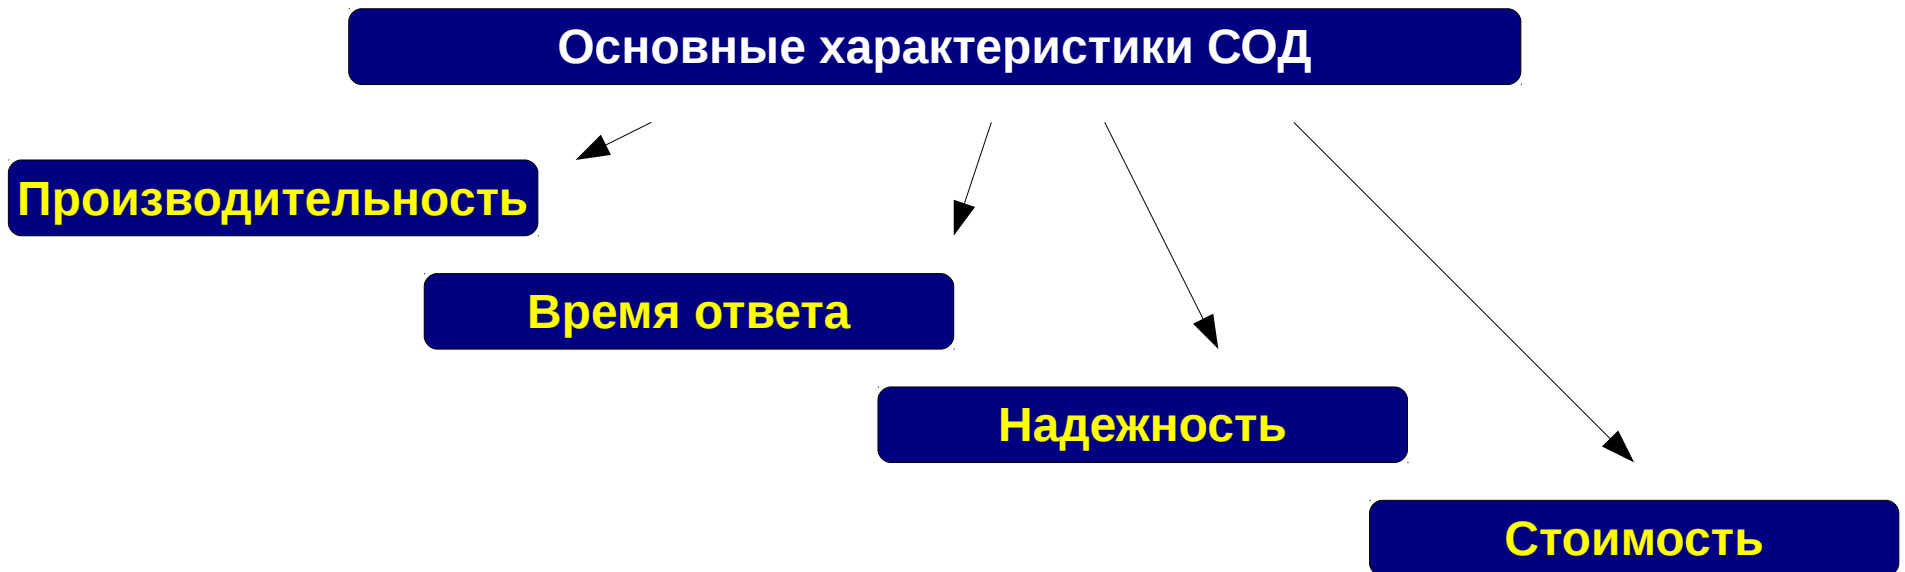 Основные характеристики СОД
Производительность
Время ответа
Надежность
Стоимость